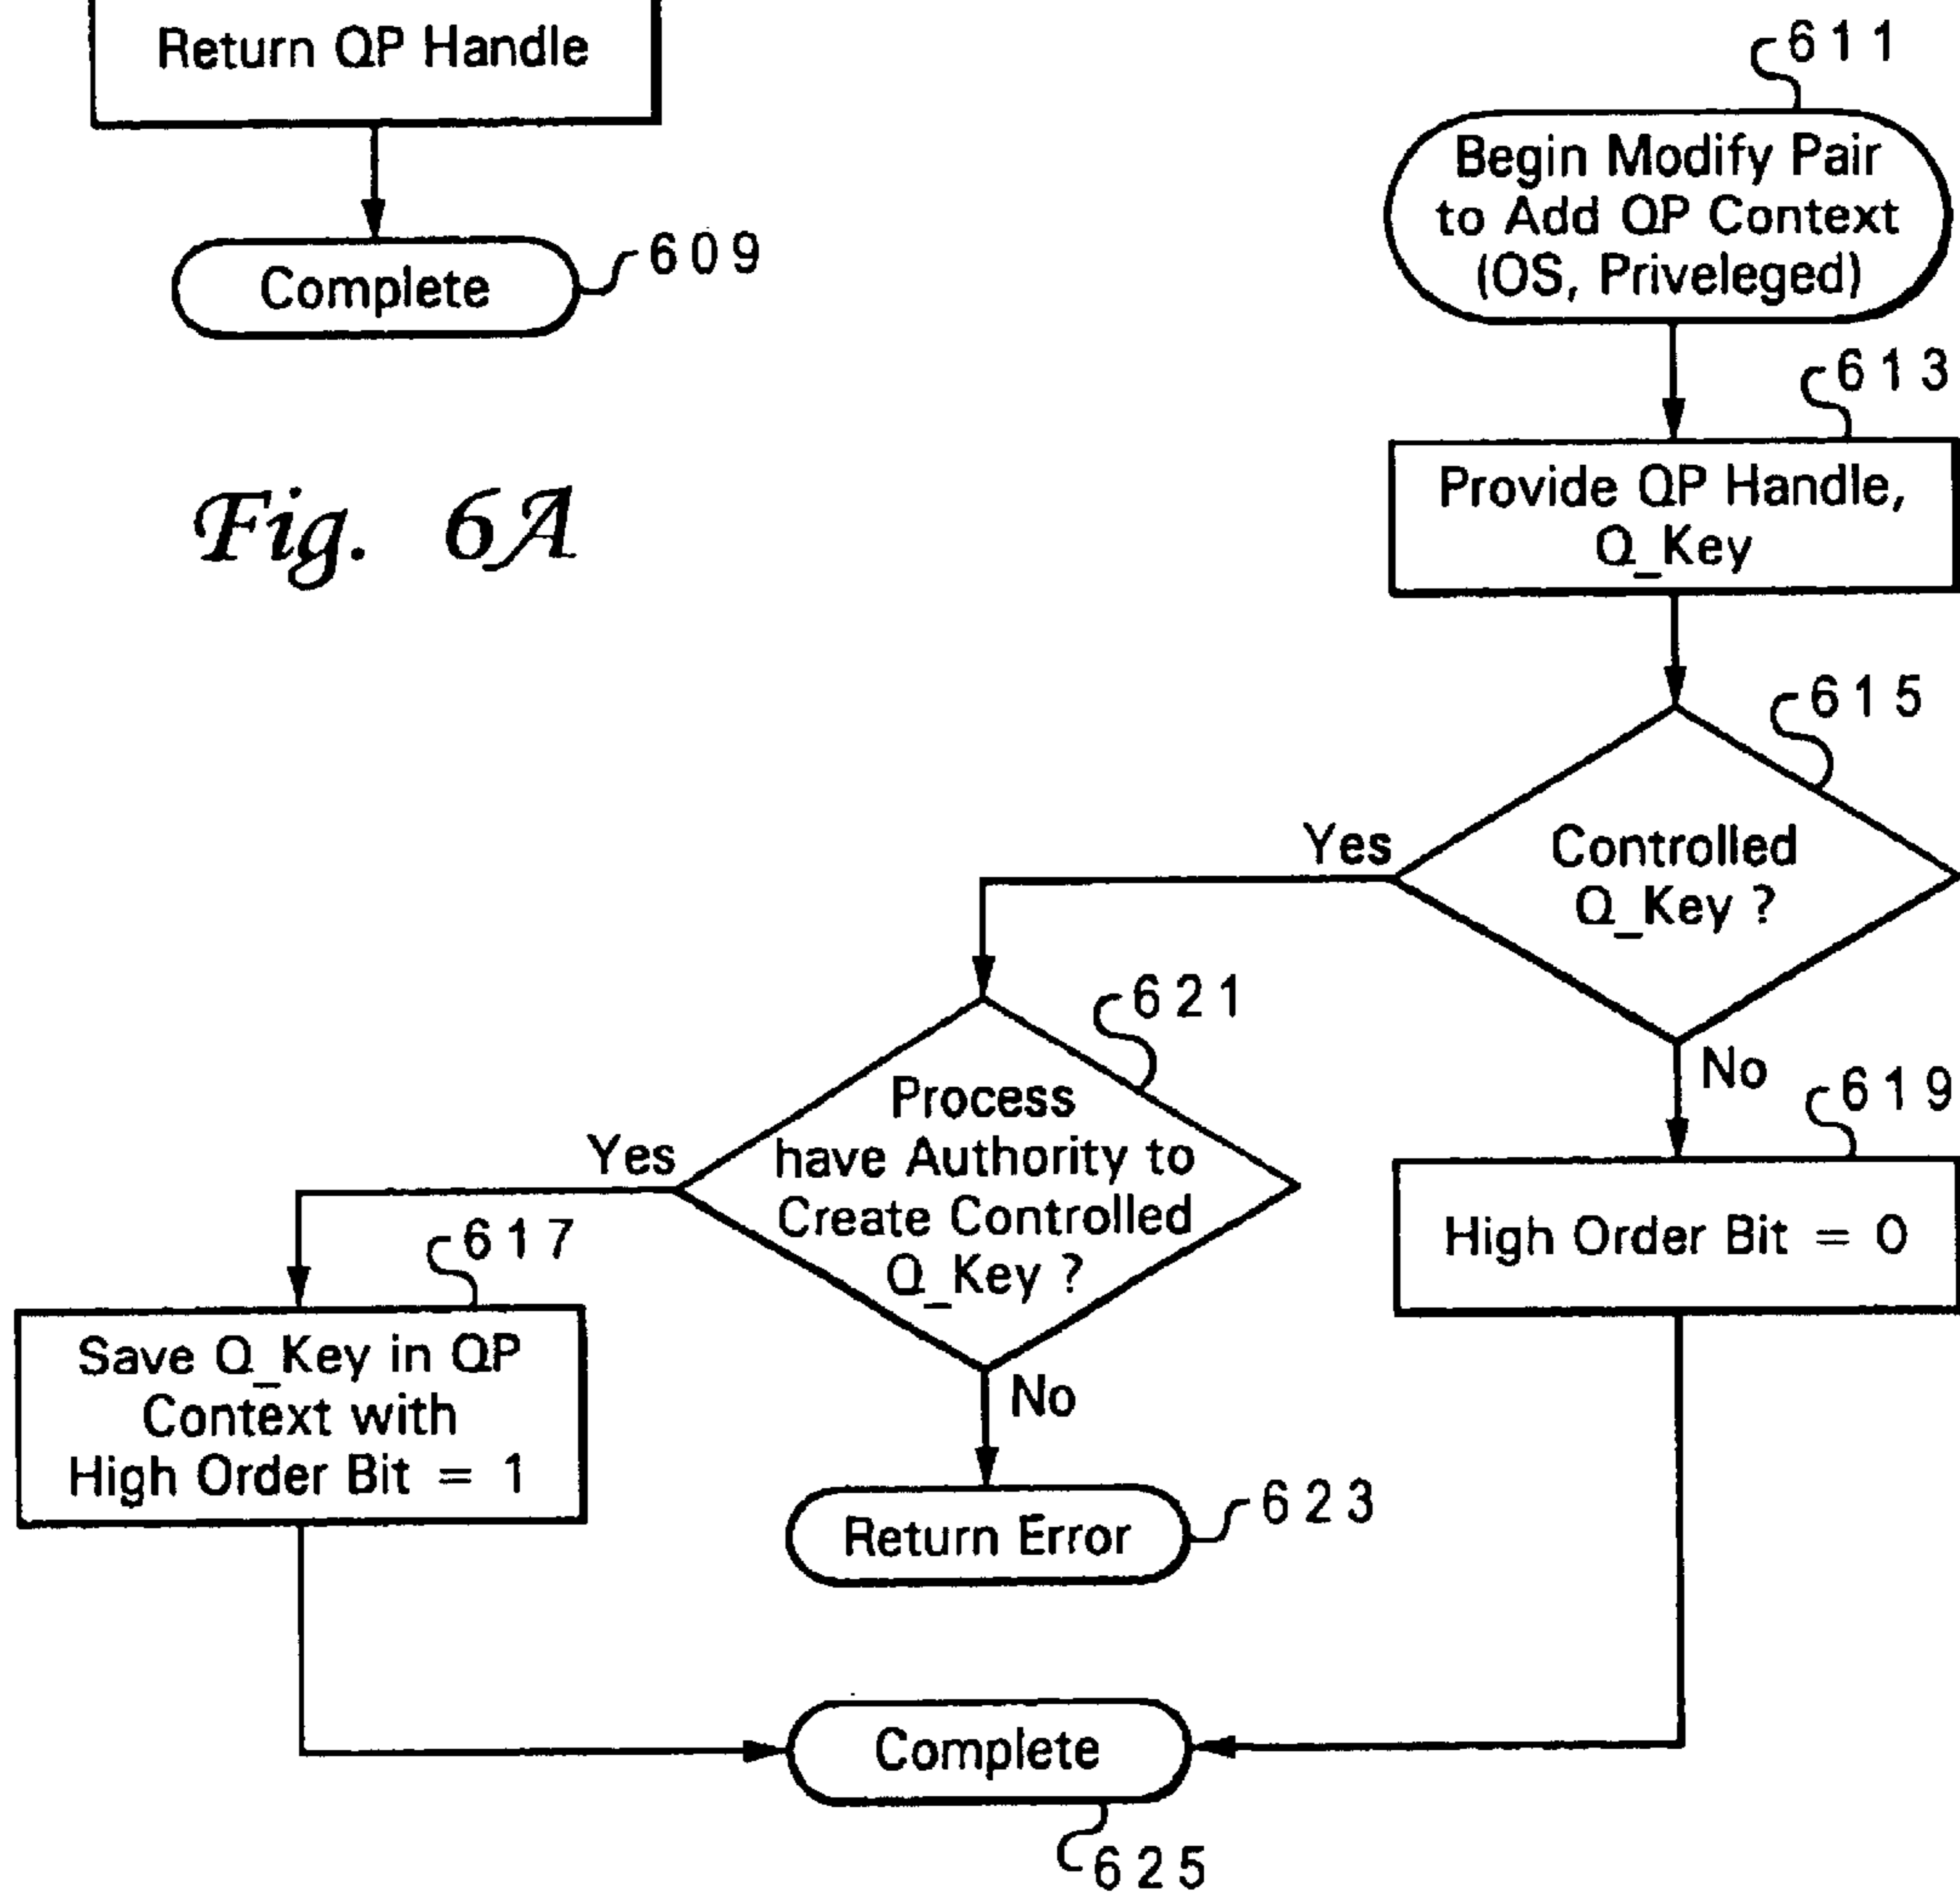 Return QP Handle
Complete
609
Fig. 6A
611
Begin Modify Pair
to Add QP Context
(OS, Priveleged)
613
Provide QP Handle,
Q_Key
615
Controlled
Q_Key ?
Yes
No
621
Process
have Authority to
Create Controlled
Q_Key ?
Yes
No
619
High Order Bit = 0
617
Save Q_Key in QP
Context with
High Order Bit = 1
Return Error
623
Complete
625